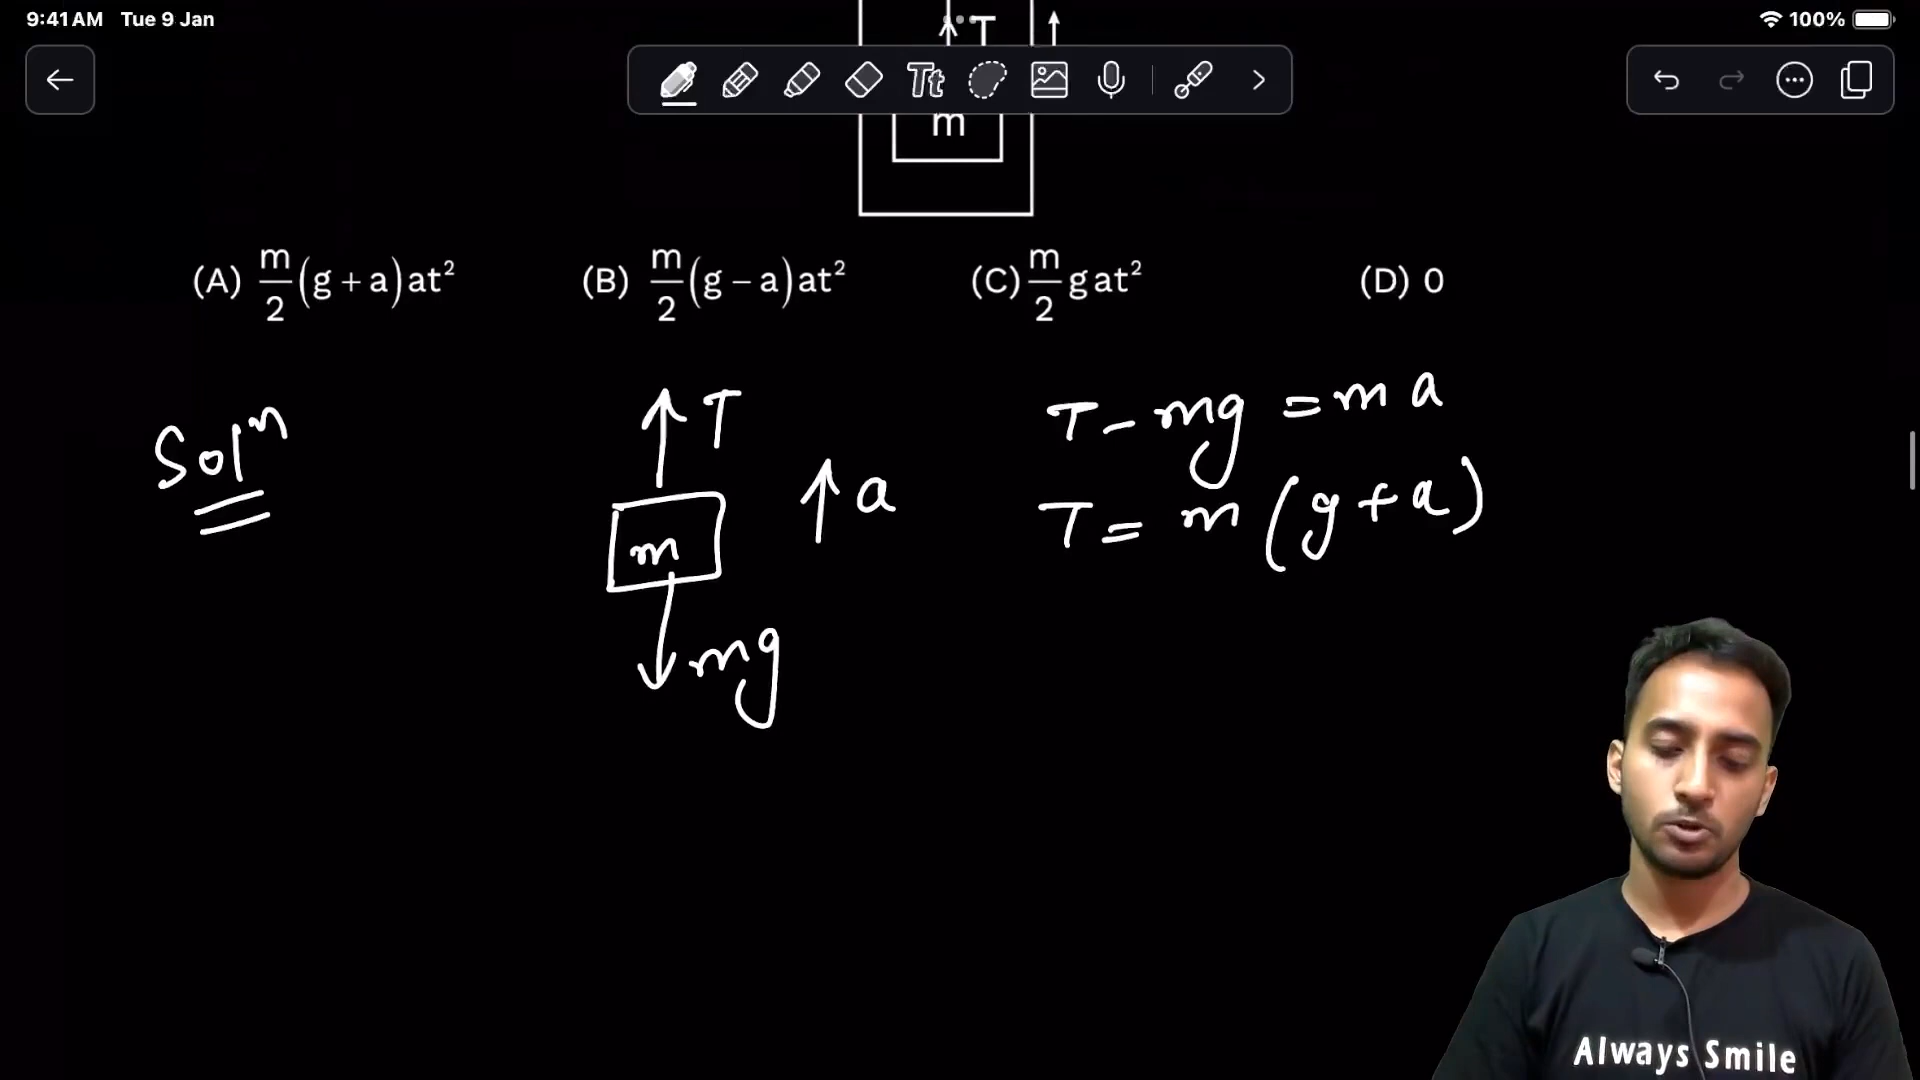 9:41 AM Tue 9 Jan
100%
T
Tt
m
(A) m/2 (g + a) at² (B) m/2 (g − a) at² (C) m/2 g at² (D) 0
Solⁿ
T
m
a
mg
T - mg = ma
T = m (g + a)
Always Smile